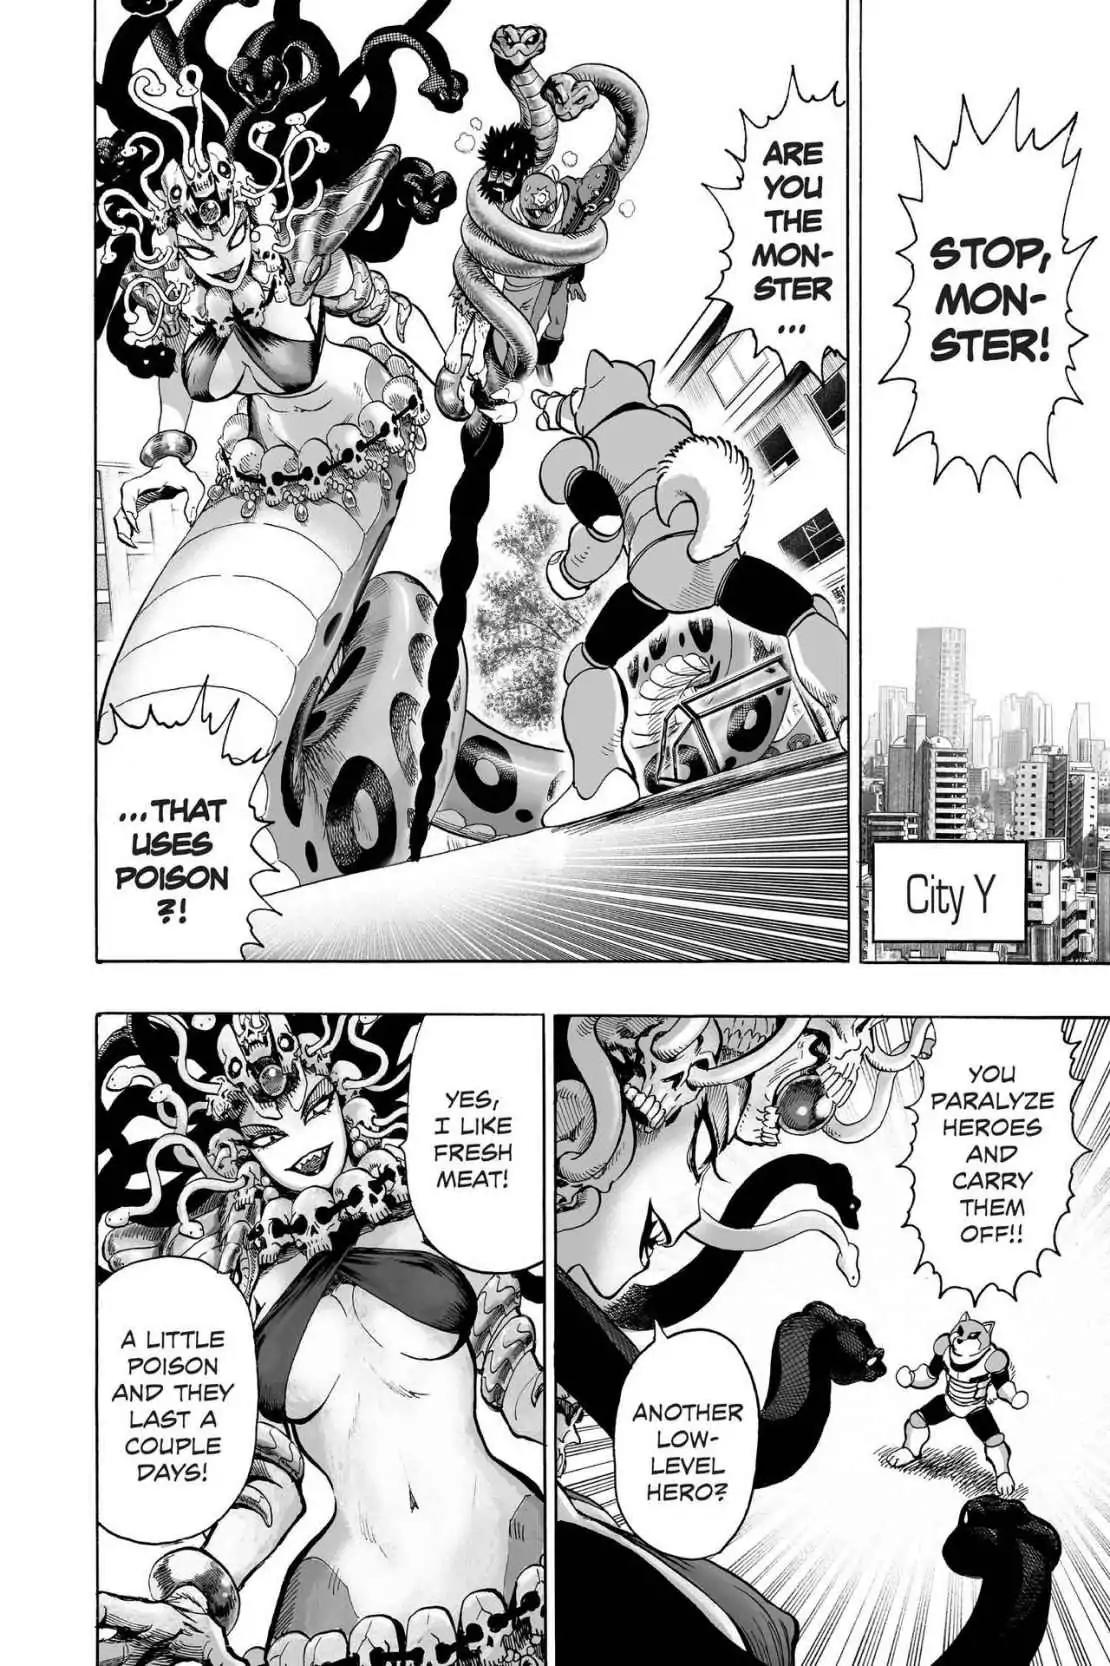 STOP,
MON-
STER!
City Y
ARE
YOU
THE
MON-
STER
...
...THAT
USES
POISON
?!
YOU
PARALYZE
HEROES
AND
CARRY
THEM
OFF!!
ANOTHER
LOW-
LEVEL
HERO?
YES,
I LIKE
FRESH
MEAT!
A LITTLE
POISON
AND THEY
LAST A
COUPLE
DAYS!